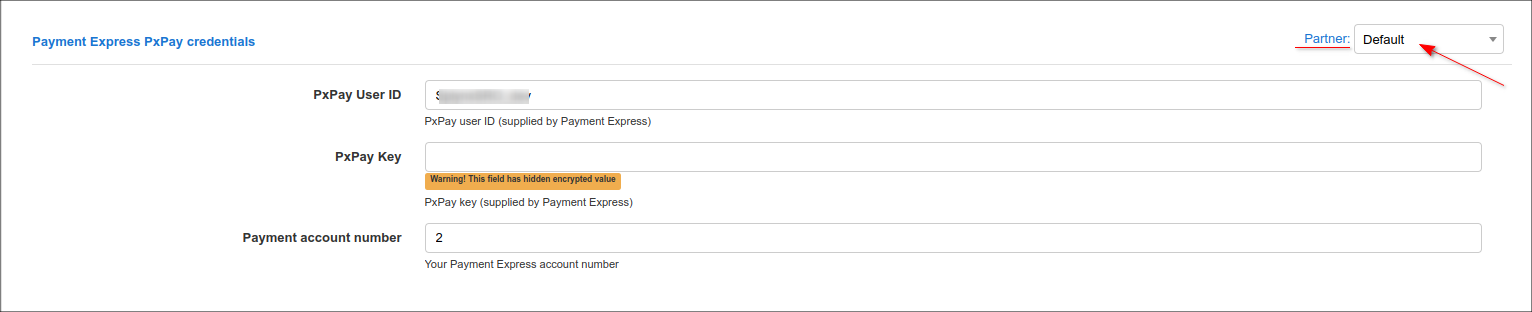 Payment Express PxPay credentials
Partner: Default
PxPay User ID
PxPay user ID (supplied by Payment Express)
PxPay Key
Warning! This field has hidden encrypted value
PxPay key (supplied by Payment Express)
Payment account number 2
Your Payment Express account number